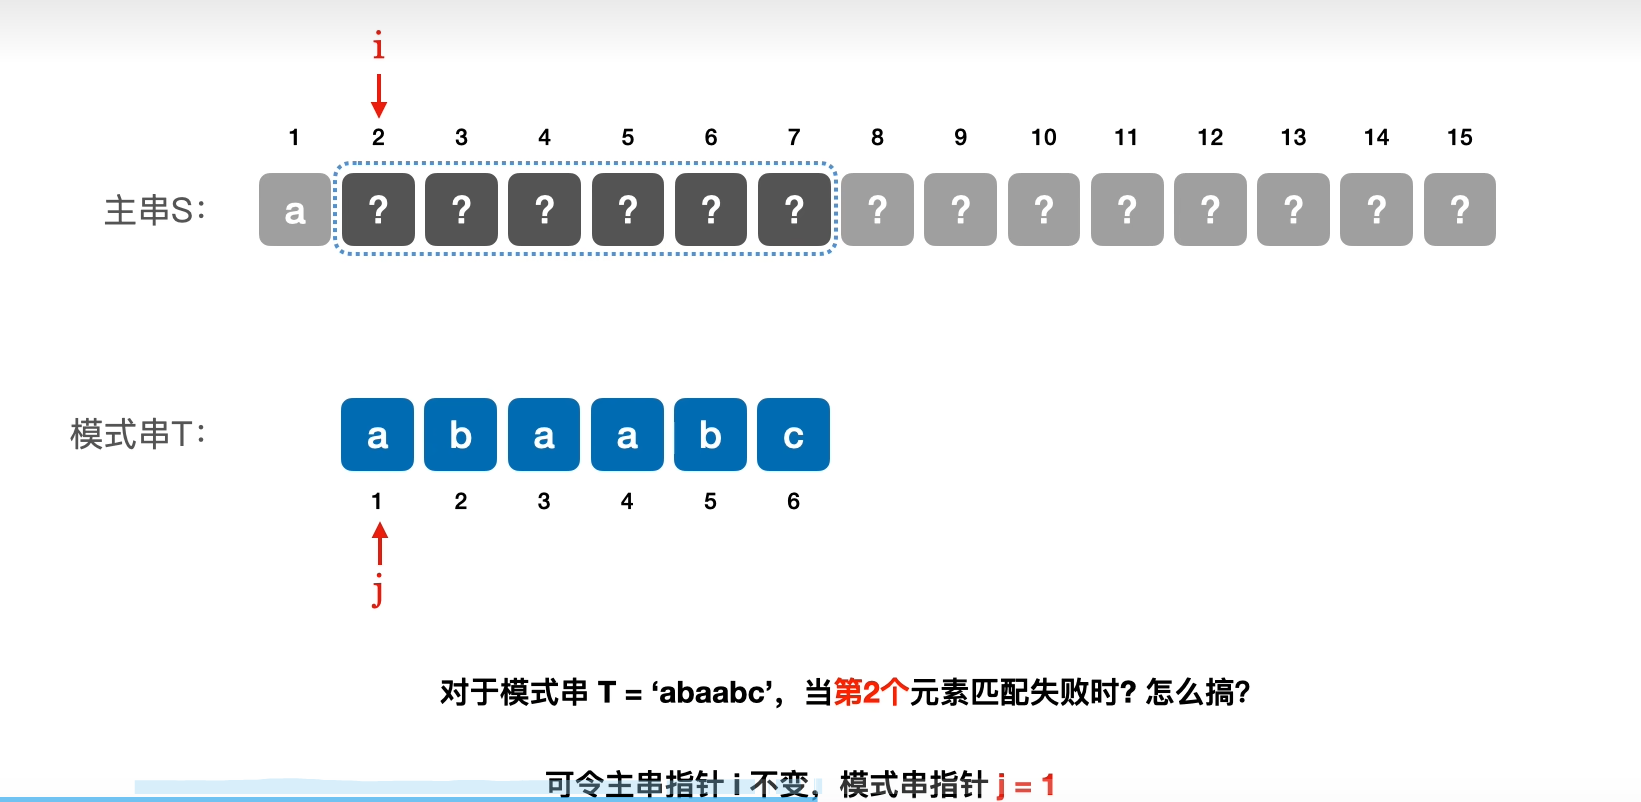 i
1 2 3 4 5 6 7 8 9 10 11 12 13 14 15
主串S: a ? ? ? ? ? ? ? ? ? ? ? ? ? ?
模式串T: a b a a b c
1 2 3 4 5 6
j
对于模式串 T = ‘abaabc’，当第2个元素匹配失败时? 怎么搞?
可令主串指针 i 不变，模式串指针 j = 1